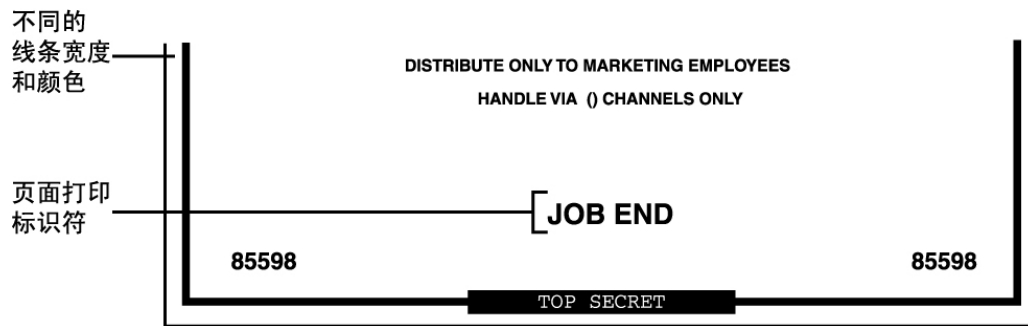 不同的
线条宽度
和颜色
DISTRIBUTE ONLY TO MARKETING EMPLOYEES
HANDLE VIA () CHANNELS ONLY
页面打印
标识符
JOB END
85598 85598
TOP SECRET